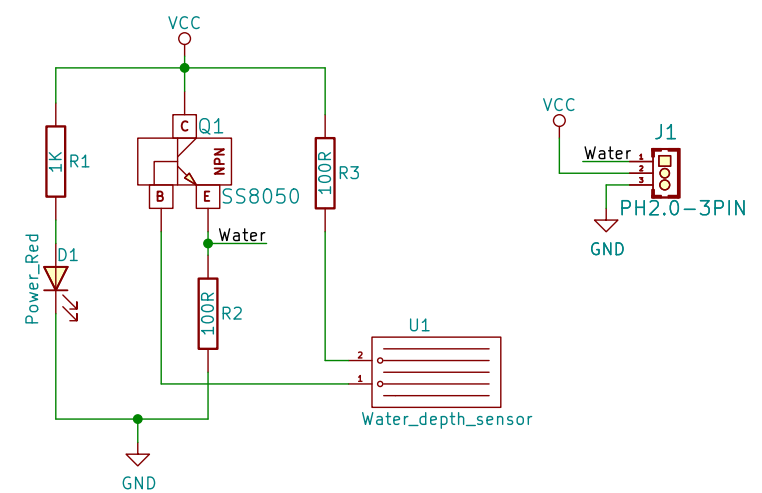 VCC
C
Q1
NPN
1K
R1
100R
R3
B
E
SS8050
Water
Power_Red
D1
100R
R2
U1
2
1
Water_depth_sensor
GND
VCC
J1
Water
1
2
3
PH2.0-3PIN
GND